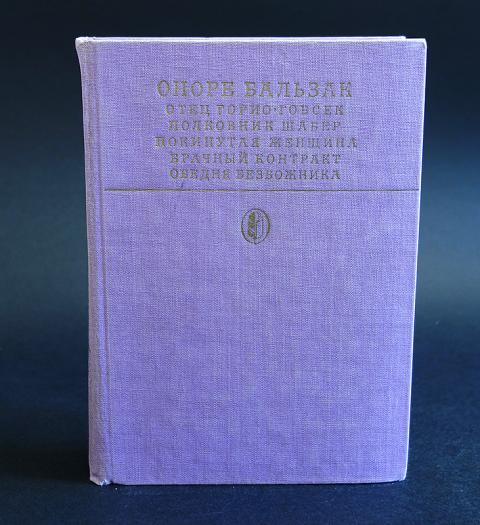 ОНОРЕ БАЛЬЗАК
ОТЕЦ ГОРИО·ГОБСЕК
ПОЛКОВНИК ШАБЕР
ПОКИНУТАЯ ЖЕНЩИНА
БРАЧНЫЙ КОНТРАКТ
ОБЕДНЯ БЕЗБОЖНИКА